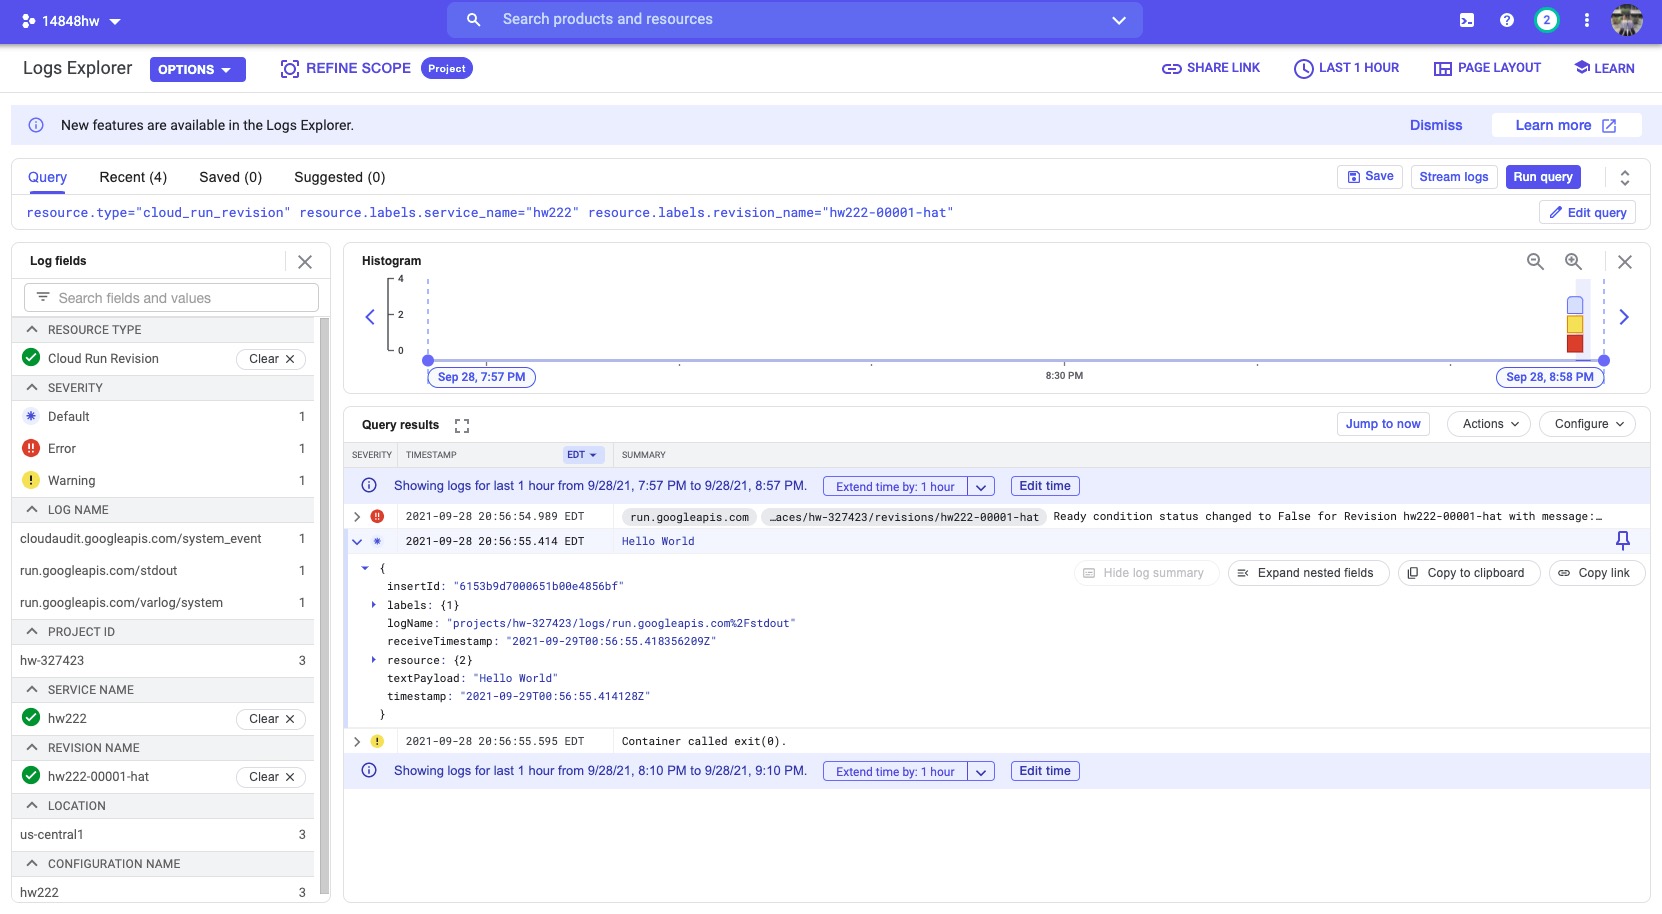 14848hw
Search products and resources
2
Logs Explorer
OPTIONS
REFINE SCOPE
Project
SHARE LINK
LAST 1 HOUR
PAGE LAYOUT
LEARN
New features are available in the Logs Explorer.
Dismiss
Learn more
Query
Recent (4)
Saved (0)
Suggested (0)
Save
Stream logs
Run query
resource.type="cloud_run_revision" resource.labels.service_name="hw222" resource.labels.revision_name="hw222-00001-hat"
Edit query
Log fields
Search fields and values
RESOURCE TYPE
Cloud Run Revision
Clear
SEVERITY
Default 1
Error 1
Warning 1
LOG NAME
cloudaudit.googleapis.com/system_event 1
run.googleapis.com/stdout 1
run.googleapis.com/varlog/system 1
PROJECT ID
hw-327423 3
SERVICE NAME
hw222
Clear
REVISION NAME
hw222-00001-hat
Clear
LOCATION
us-central1 3
CONFIGURATION NAME
hw222 3
Histogram
4
2
0
Sep 28, 7:57 PM
8:30 PM
Sep 28, 8:58 PM
Query results
Jump to now
Actions
Configure
SEVERITY TIMESTAMP EDT SUMMARY
Showing logs for last 1 hour from 9/28/21, 7:57 PM to 9/28/21, 8:57 PM.
Extend time by: 1 hour
Edit time
2021-09-28 20:56:54.989 EDT run.googleapis.com …aces/hw-327423/revisions/hw222-00001-hat Ready condition status changed to False for Revision hw222-00001-hat with message:…
2021-09-28 20:56:55.414 EDT Hello World
Hide log summary
Expand nested fields
Copy to clipboard
Copy link
{
insertId: "6153b9d7000651b00e4856bf"
labels: {1}
logName: "projects/hw-327423/logs/run.googleapis.com%2Fstdout"
receiveTimestamp: "2021-09-29T00:56:55.418356209Z"
resource: {2}
textPayload: "Hello World"
timestamp: "2021-09-29T00:56:55.414128Z"
}
2021-09-28 20:56:55.595 EDT Container called exit(0).
Showing logs for last 1 hour from 9/28/21, 8:10 PM to 9/28/21, 9:10 PM.
Extend time by: 1 hour
Edit time